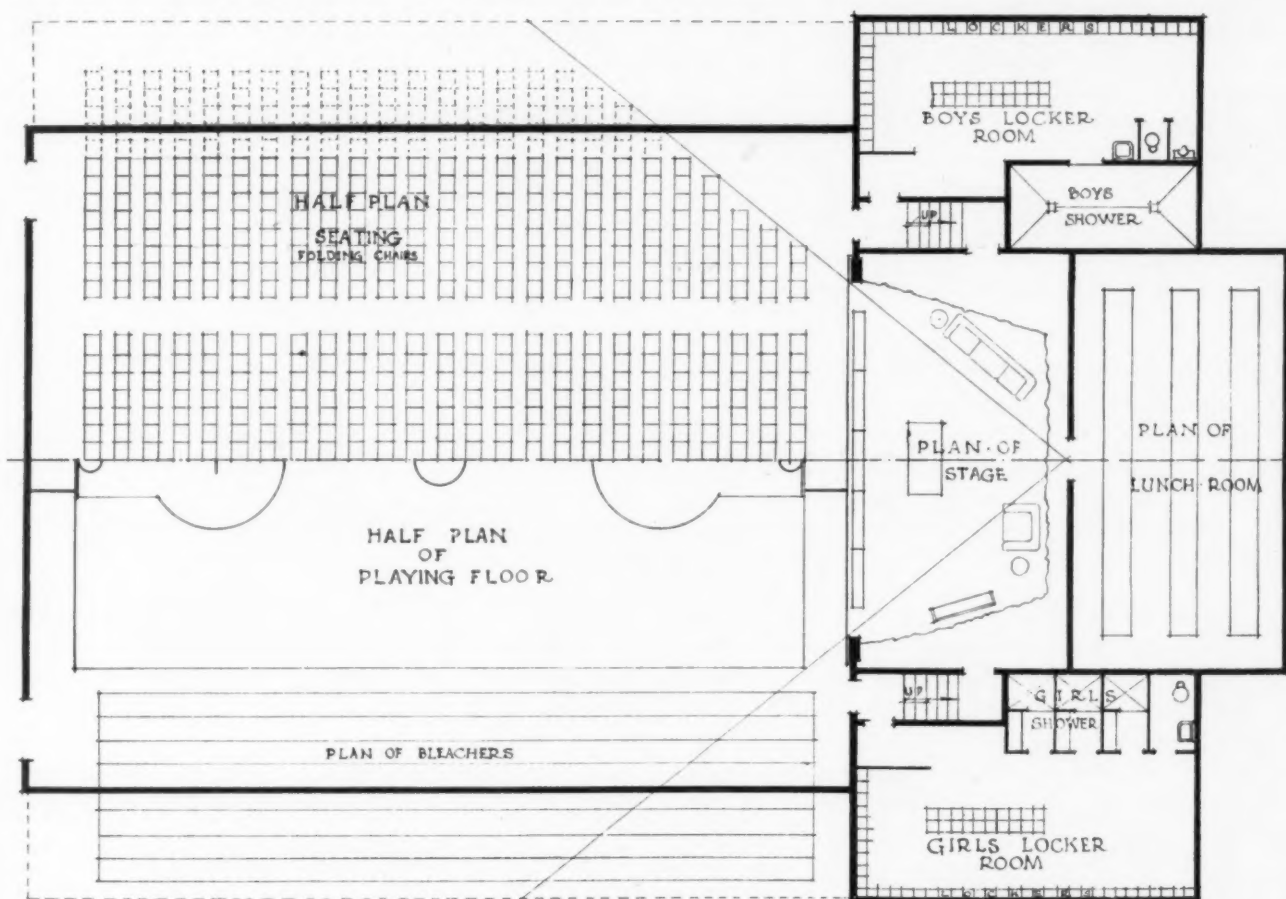 LOCKERS
BOYS LOCKER
ROOM
BOYS
SHOWER
UP
HALF PLAN
SEATING
FOLDING CHAIRS
PLAN OF
STAGE
PLAN OF
LUNCH ROOM
HALF PLAN
OF
PLAYING FLOOR
UP
GIRLS
SHOWER
PLAN OF BLEACHERS
GIRLS LOCKER
ROOM
LOCKERS